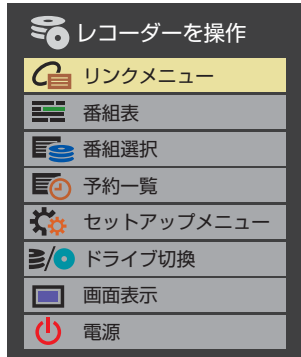 レコーダーを操作
リンクメニュー
番組表
番組選択
予約一覧
セットアップメニュー
ドライブ切換
画面表示
電源